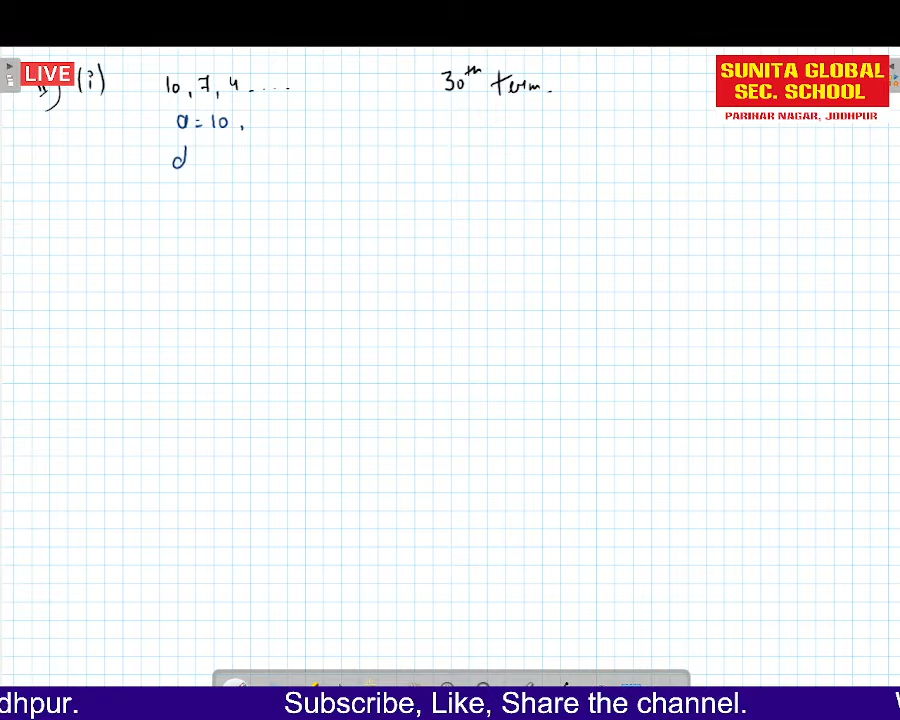 LIVE
(i) 10, 7, 4 ..... 30th term.
a = 10,
d
SUNITA GLOBAL
SEC. SCHOOL
PARIHAR NAGAR, JODHPUR
dhpur. Subscribe, Like, Share the channel.